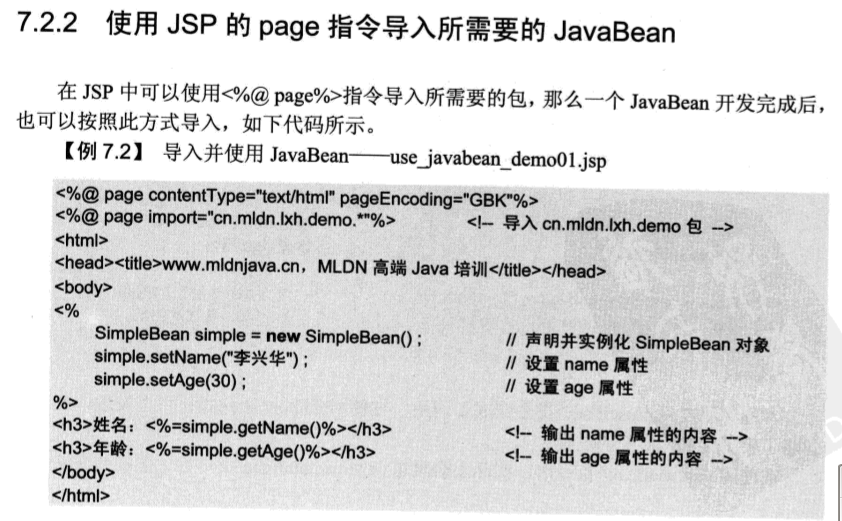 7.2.2 使用 JSP 的 page 指令导入所需要的 JavaBean
在 JSP 中可以使用<%@ page%>指令导入所需要的包，那么一个 JavaBean 开发完成后，
也可以按照此方式导入，如下代码所示。
【例 7.2】 导入并使用 JavaBean——use_javabean_demo01.jsp
<%@ page contentType="text/html" pageEncoding="GBK"%>
<%@ page import="cn.mldn.lxh.demo.*"%> <!-- 导入 cn.mldn.lxh.demo 包 -->
<html>
<head><title>www.mldnjava.cn，MLDN 高端 Java 培训</title></head>
<body>
<%
SimpleBean simple = new SimpleBean() ; // 声明并实例化 SimpleBean 对象
simple.setName("李兴华") ; // 设置 name 属性
simple.setAge(30) ; // 设置 age 属性
%>
<h3>姓名：<%=simple.getName()%></h3> <!-- 输出 name 属性的内容 -->
<h3>年龄：<%=simple.getAge()%></h3> <!-- 输出 age 属性的内容 -->
</body>
</html>